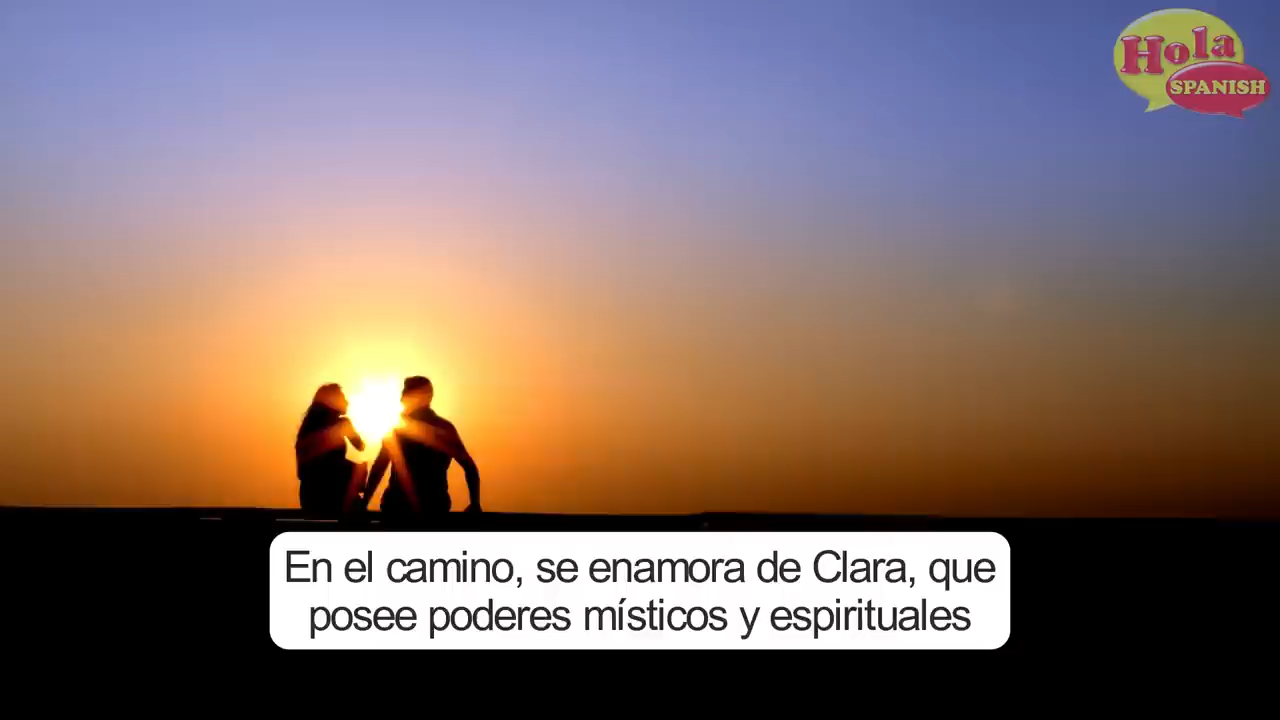 Hola
SPANISH
En el camino, se enamora de Clara, que
posee poderes místicos y espirituales